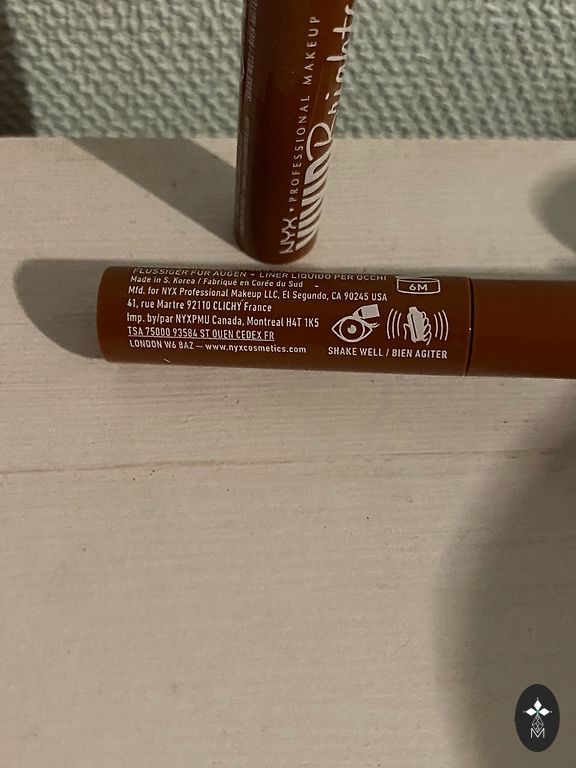 NYX • PROFESSIONAL MAKEUP
VIVID
FLÜSSIGER FÜR AUGEN - LINER LIQUIDO PER OCCHI
Made in S. Korea / Fabriqué en Corée du Sud
Mfd. for NYX Professional Makeup LLC, El Segundo, CA 90245 USA
41, rue Martre 92110 CLICHY France
Imp. by/par NYXPMU Canada, Montreal H4T 1K5
TSA 75000 93584 ST OUEN CEDEX FR
LONDON W6 8AZ — www.nyxcosmetics.com
6M
SHAKE WELL / BIEN AGITER
M